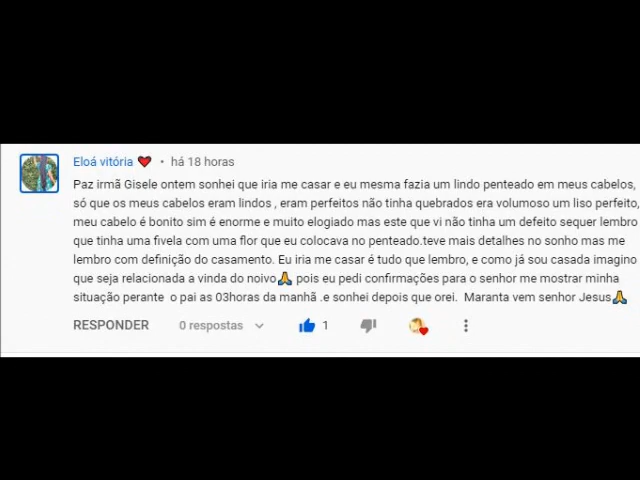 Eloá vitória ❤ • há 18 horas
Paz irmã Gisele ontem sonhei que iria me casar e eu mesma fazia um lindo penteado em meus cabelos,
só que os meus cabelos eram lindos , eram perfeitos não tinha quebrados era volumoso um liso perfeito,
meu cabelo é bonito sim é enorme e muito elogiado mas este que vi não tinha um defeito sequer lembro
que tinha uma fivela com uma flor que eu colocava no penteado.teve mais detalhes no sonho mas me
lembro com definição do casamento. Eu iria me casar é tudo que lembro, e como já sou casada imagino
que seja relacionada a vinda do noivo🙏 pois eu pedi confirmações para o senhor me mostrar minha
situação perante o pai as 03horas da manhã .e sonhei depois que orei. Maranta vem senhor Jesus🙏
RESPONDER 0 respostas 1